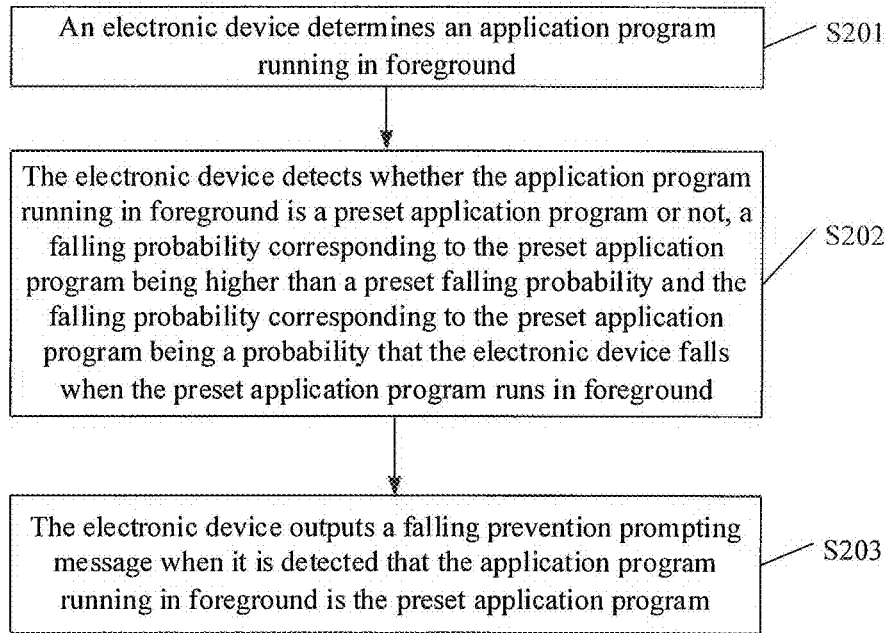 An electronic device determines an application program
running in foreground
S201
The electronic device detects whether the application program
running in foreground is a preset application program or not, a
falling probability corresponding to the preset application
program being higher than a preset falling probability and the
falling probability corresponding to the preset application
program being a probability that the electronic device falls
when the preset application program runs in foreground
S202
The electronic device outputs a falling prevention prompting
message when it is detected that the application program
running in foreground is the preset application program
S203